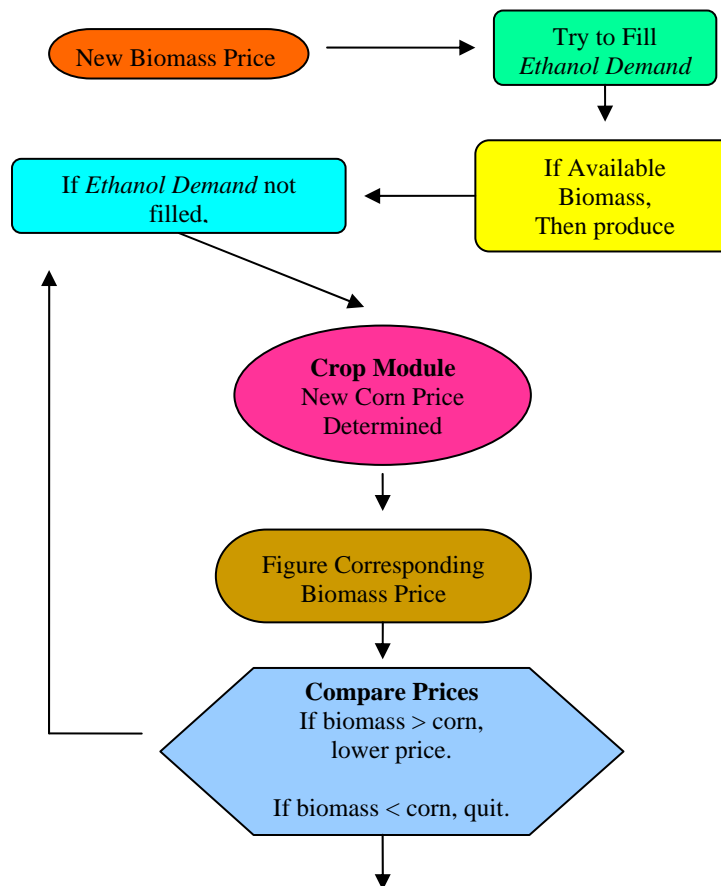 New Biomass Price
Try to Fill
Ethanol Demand
If Available
Biomass,
Then produce
If Ethanol Demand not
filled,
Crop Module
New Corn Price
Determined
Figure Corresponding
Biomass Price
Compare Prices
If biomass > corn,
lower price.
If biomass < corn, quit.